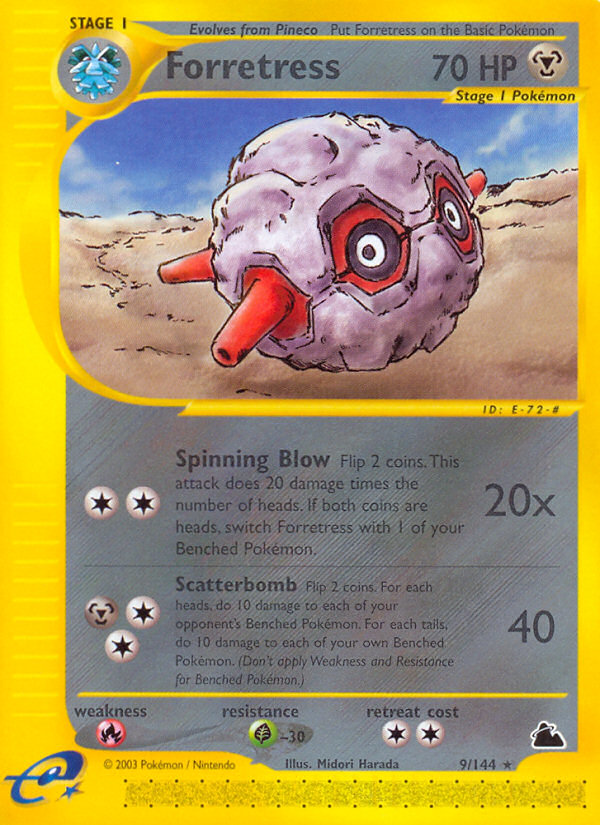 STAGE 1
Evolves from Pineco Put Forretress on the Basic Pokémon
Forretress 70 HP
Stage 1 Pokémon
ID: E-72-#
Spinning Blow Flip 2 coins. This
attack does 20 damage times the
number of heads. If both coins are
heads, switch Forretress with 1 of your
Benched Pokémon.
20x
Scatterbomb Flip 2 coins. For each
heads, do 10 damage to each of your
opponent's Benched Pokémon. For each tails,
do 10 damage to each of your own Benched
Pokémon. (Don't apply Weakness and Resistance
for Benched Pokémon.)
40
weakness resistance retreat cost
-30
© 2003 Pokémon / Nintendo Illus. Midori Harada 9/144 ★
e